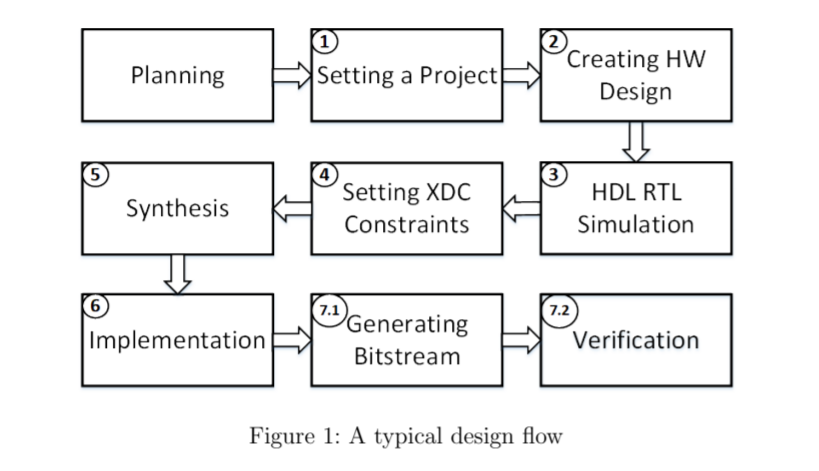 Planning
1
Setting a Project
2
Creating HW
Design
5
Synthesis
4
Setting XDC
Constraints
3
HDL RTL
Simulation
6
Implementation
7.1
Generating
Bitstream
7.2
Verification
Figure 1: A typical design flow